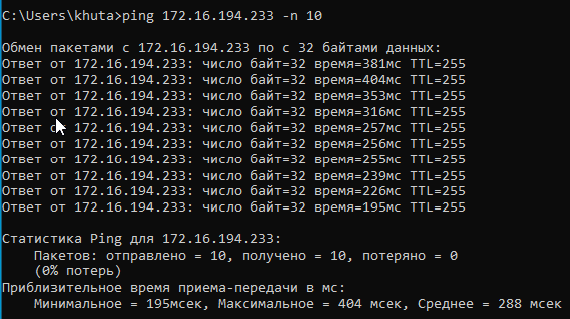 C:\Users\khuta>ping 172.16.194.233 -n 10
Обмен пакетами с 172.16.194.233 по с 32 байтами данных:
Ответ от 172.16.194.233: число байт=32 время=381мс TTL=255
Ответ от 172.16.194.233: число байт=32 время=404мс TTL=255
Ответ от 172.16.194.233: число байт=32 время=353мс TTL=255
Ответ от 172.16.194.233: число байт=32 время=316мс TTL=255
Ответ от 172.16.194.233: число байт=32 время=257мс TTL=255
Ответ от 172.16.194.233: число байт=32 время=256мс TTL=255
Ответ от 172.16.194.233: число байт=32 время=255мс TTL=255
Ответ от 172.16.194.233: число байт=32 время=239мс TTL=255
Ответ от 172.16.194.233: число байт=32 время=226мс TTL=255
Ответ от 172.16.194.233: число байт=32 время=195мс TTL=255
Статистика Ping для 172.16.194.233:
Пакетов: отправлено = 10, получено = 10, потеряно = 0
(0% потерь)
Приблизительное время приема-передачи в мс:
Минимальное = 195мсек, Максимальное = 404 мсек, Среднее = 288 мсек